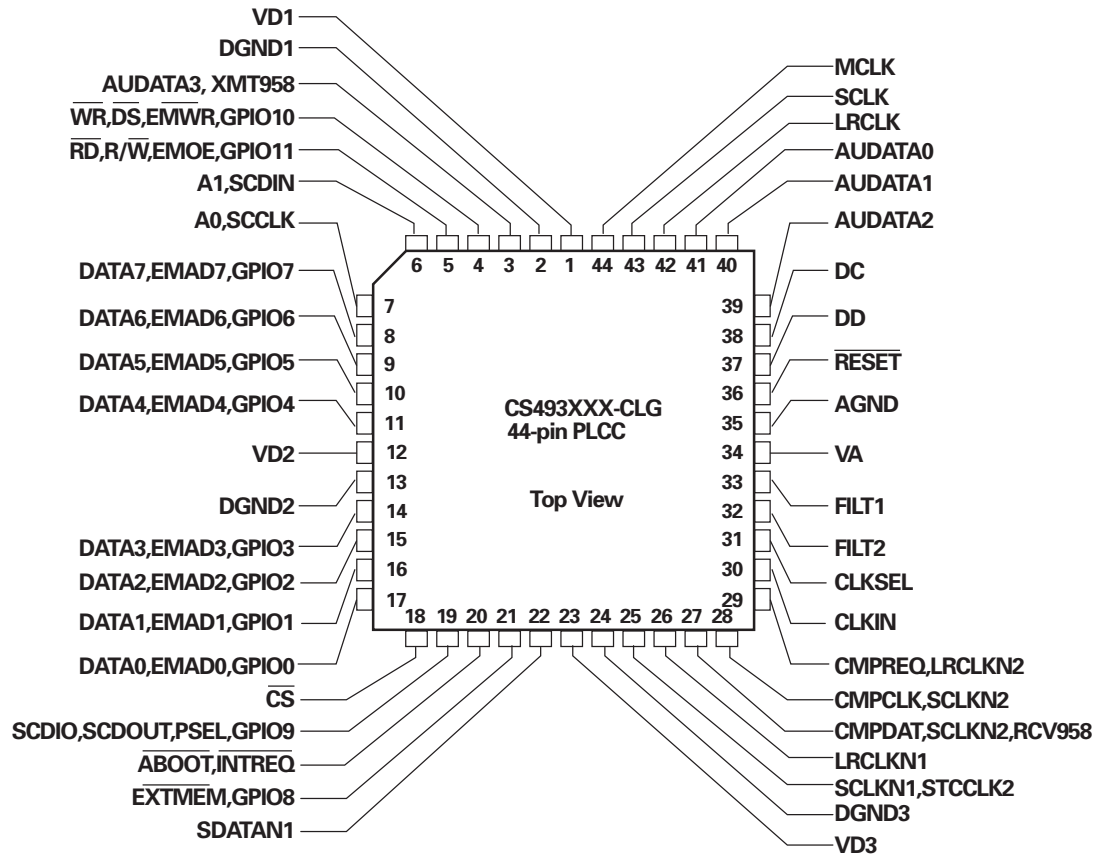 VD1
DGND1
AUDATA3, XMT958
WR,DS,EMWR,GPIO10
RD,R/W,EMOE,GPIO11
A1,SCDIN
A0,SCCLK
DATA7,EMAD7,GPIO7
DATA6,EMAD6,GPIO6
DATA5,EMAD5,GPIO5
DATA4,EMAD4,GPIO4
VD2
DGND2
DATA3,EMAD3,GPIO3
DATA2,EMAD2,GPIO2
DATA1,EMAD1,GPIO1
DATA0,EMAD0,GPIO0
CS
SCDIO,SCDOUT,PSEL,GPIO9
ABOOT,INTREQ
EXTMEM,GPIO8
SDATAN1
6 5 4 3 2 1 44 43 42 41 40
7
8
9
10
11
12
13
14
15
16
17
CS493XXX-CLG
44-pin PLCC
Top View
39
38
37
36
35
34
33
32
31
30
29
18 19 20 21 22 23 24 25 26 27 28
MCLK
SCLK
LRCLK
AUDATA0
AUDATA1
AUDATA2
DC
DD
RESET
AGND
VA
FILT1
FILT2
CLKSEL
CLKIN
CMPREQ,LRCLKN2
CMPCLK,SCLKN2
CMPDAT,SCLKN2,RCV958
LRCLKN1
SCLKN1,STCCLK2
DGND3
VD3